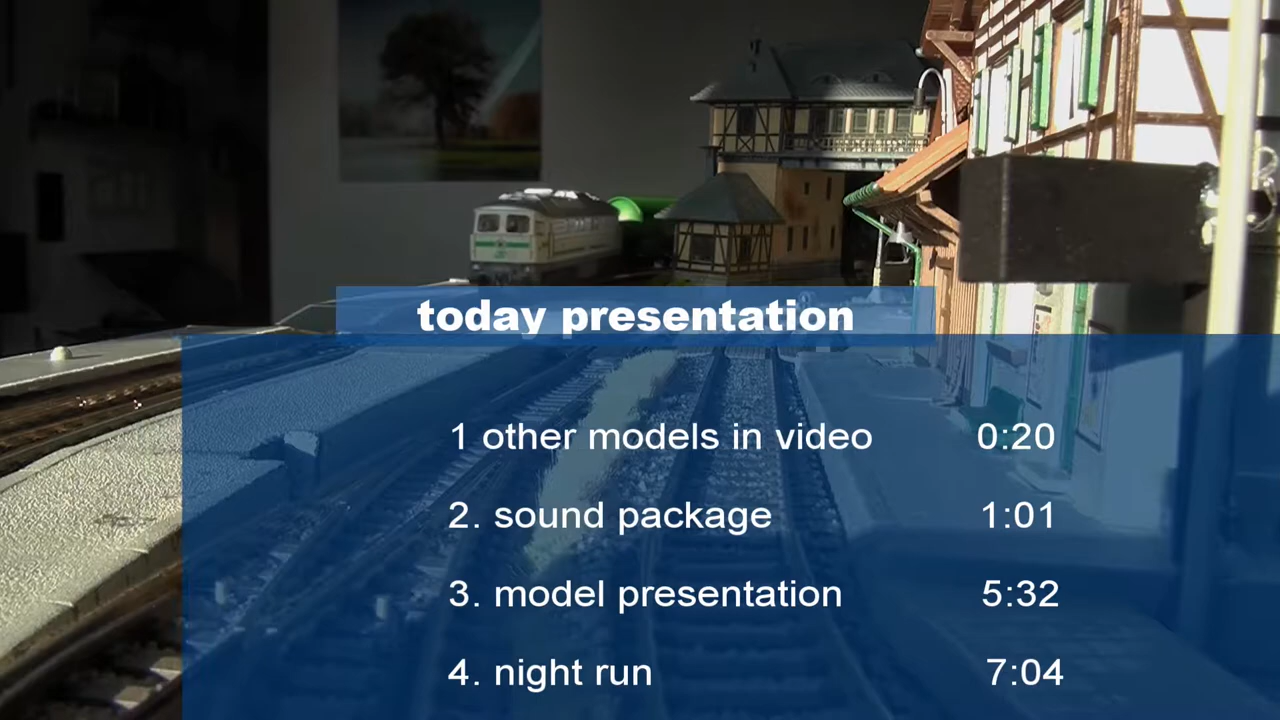 today presentation
1 other models in video 0:20
2. sound package 1:01
3. model presentation 5:32
4. night run 7:04